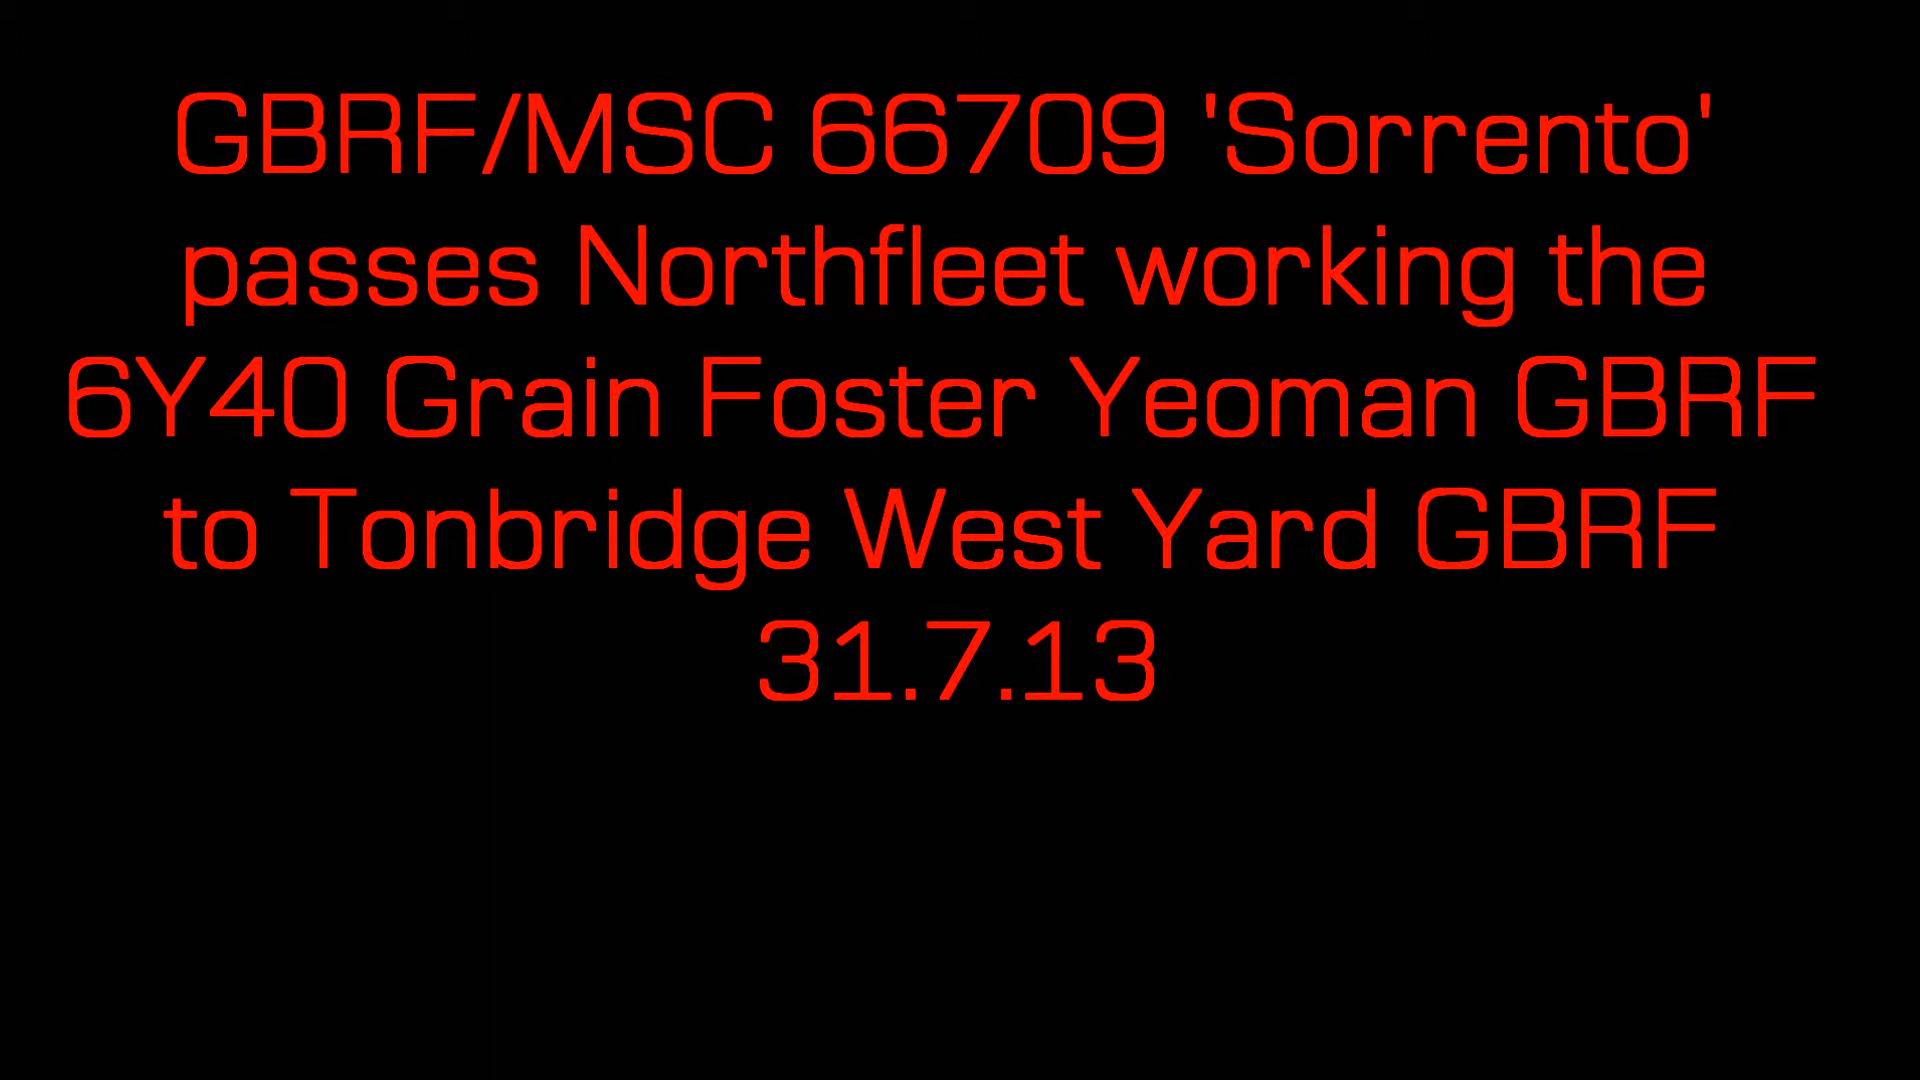 GBRF/MSC 66709 'Sorrento'
passes Northfleet working the
6Y40 Grain Foster Yeoman GBRF
to Tonbridge West Yard GBRF
31.7.13